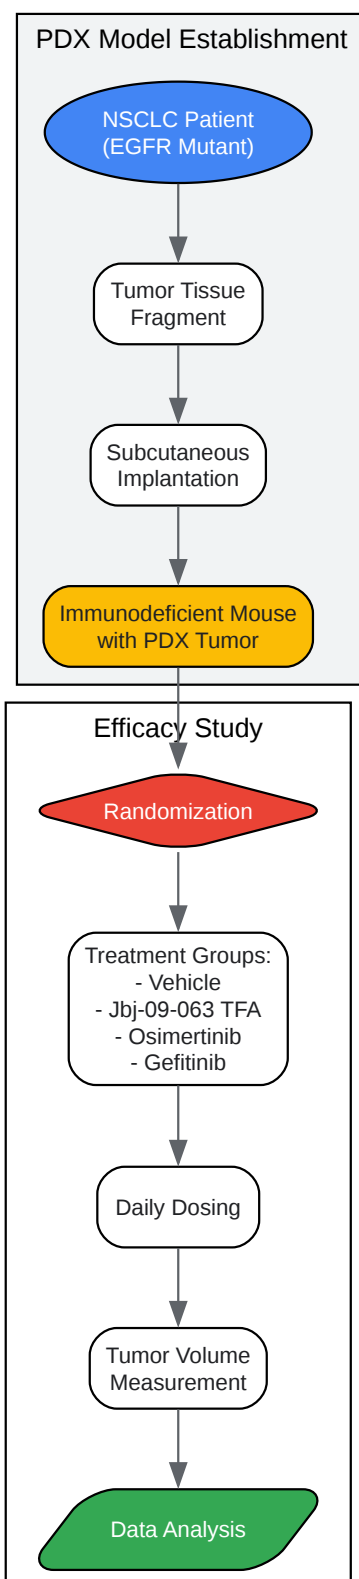 PDX Model Establishment
NSCLC Patient
(EGFR Mutant)
Tumor Tissue
Fragment
Subcutaneous
Implantation
Immunodeficient Mouse
with PDX Tumor
Efficacy Study
Randomization
Treatment Groups:
- Vehicle
- Jbj-09-063 TFA
- Osimertinib
- Gefitinib
Daily Dosing
Tumor Volume
Measurement
Data Analysis